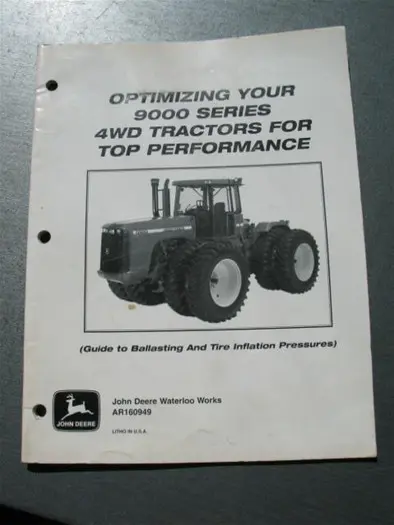 OPTIMIZING YOUR
9000 SERIES
4WD TRACTORS FOR
TOP PERFORMANCE
(Guide to Ballasting And Tire Inflation Pressures)
JOHN DEERE
John Deere Waterloo Works
AR160949
LITHO IN U.S.A.